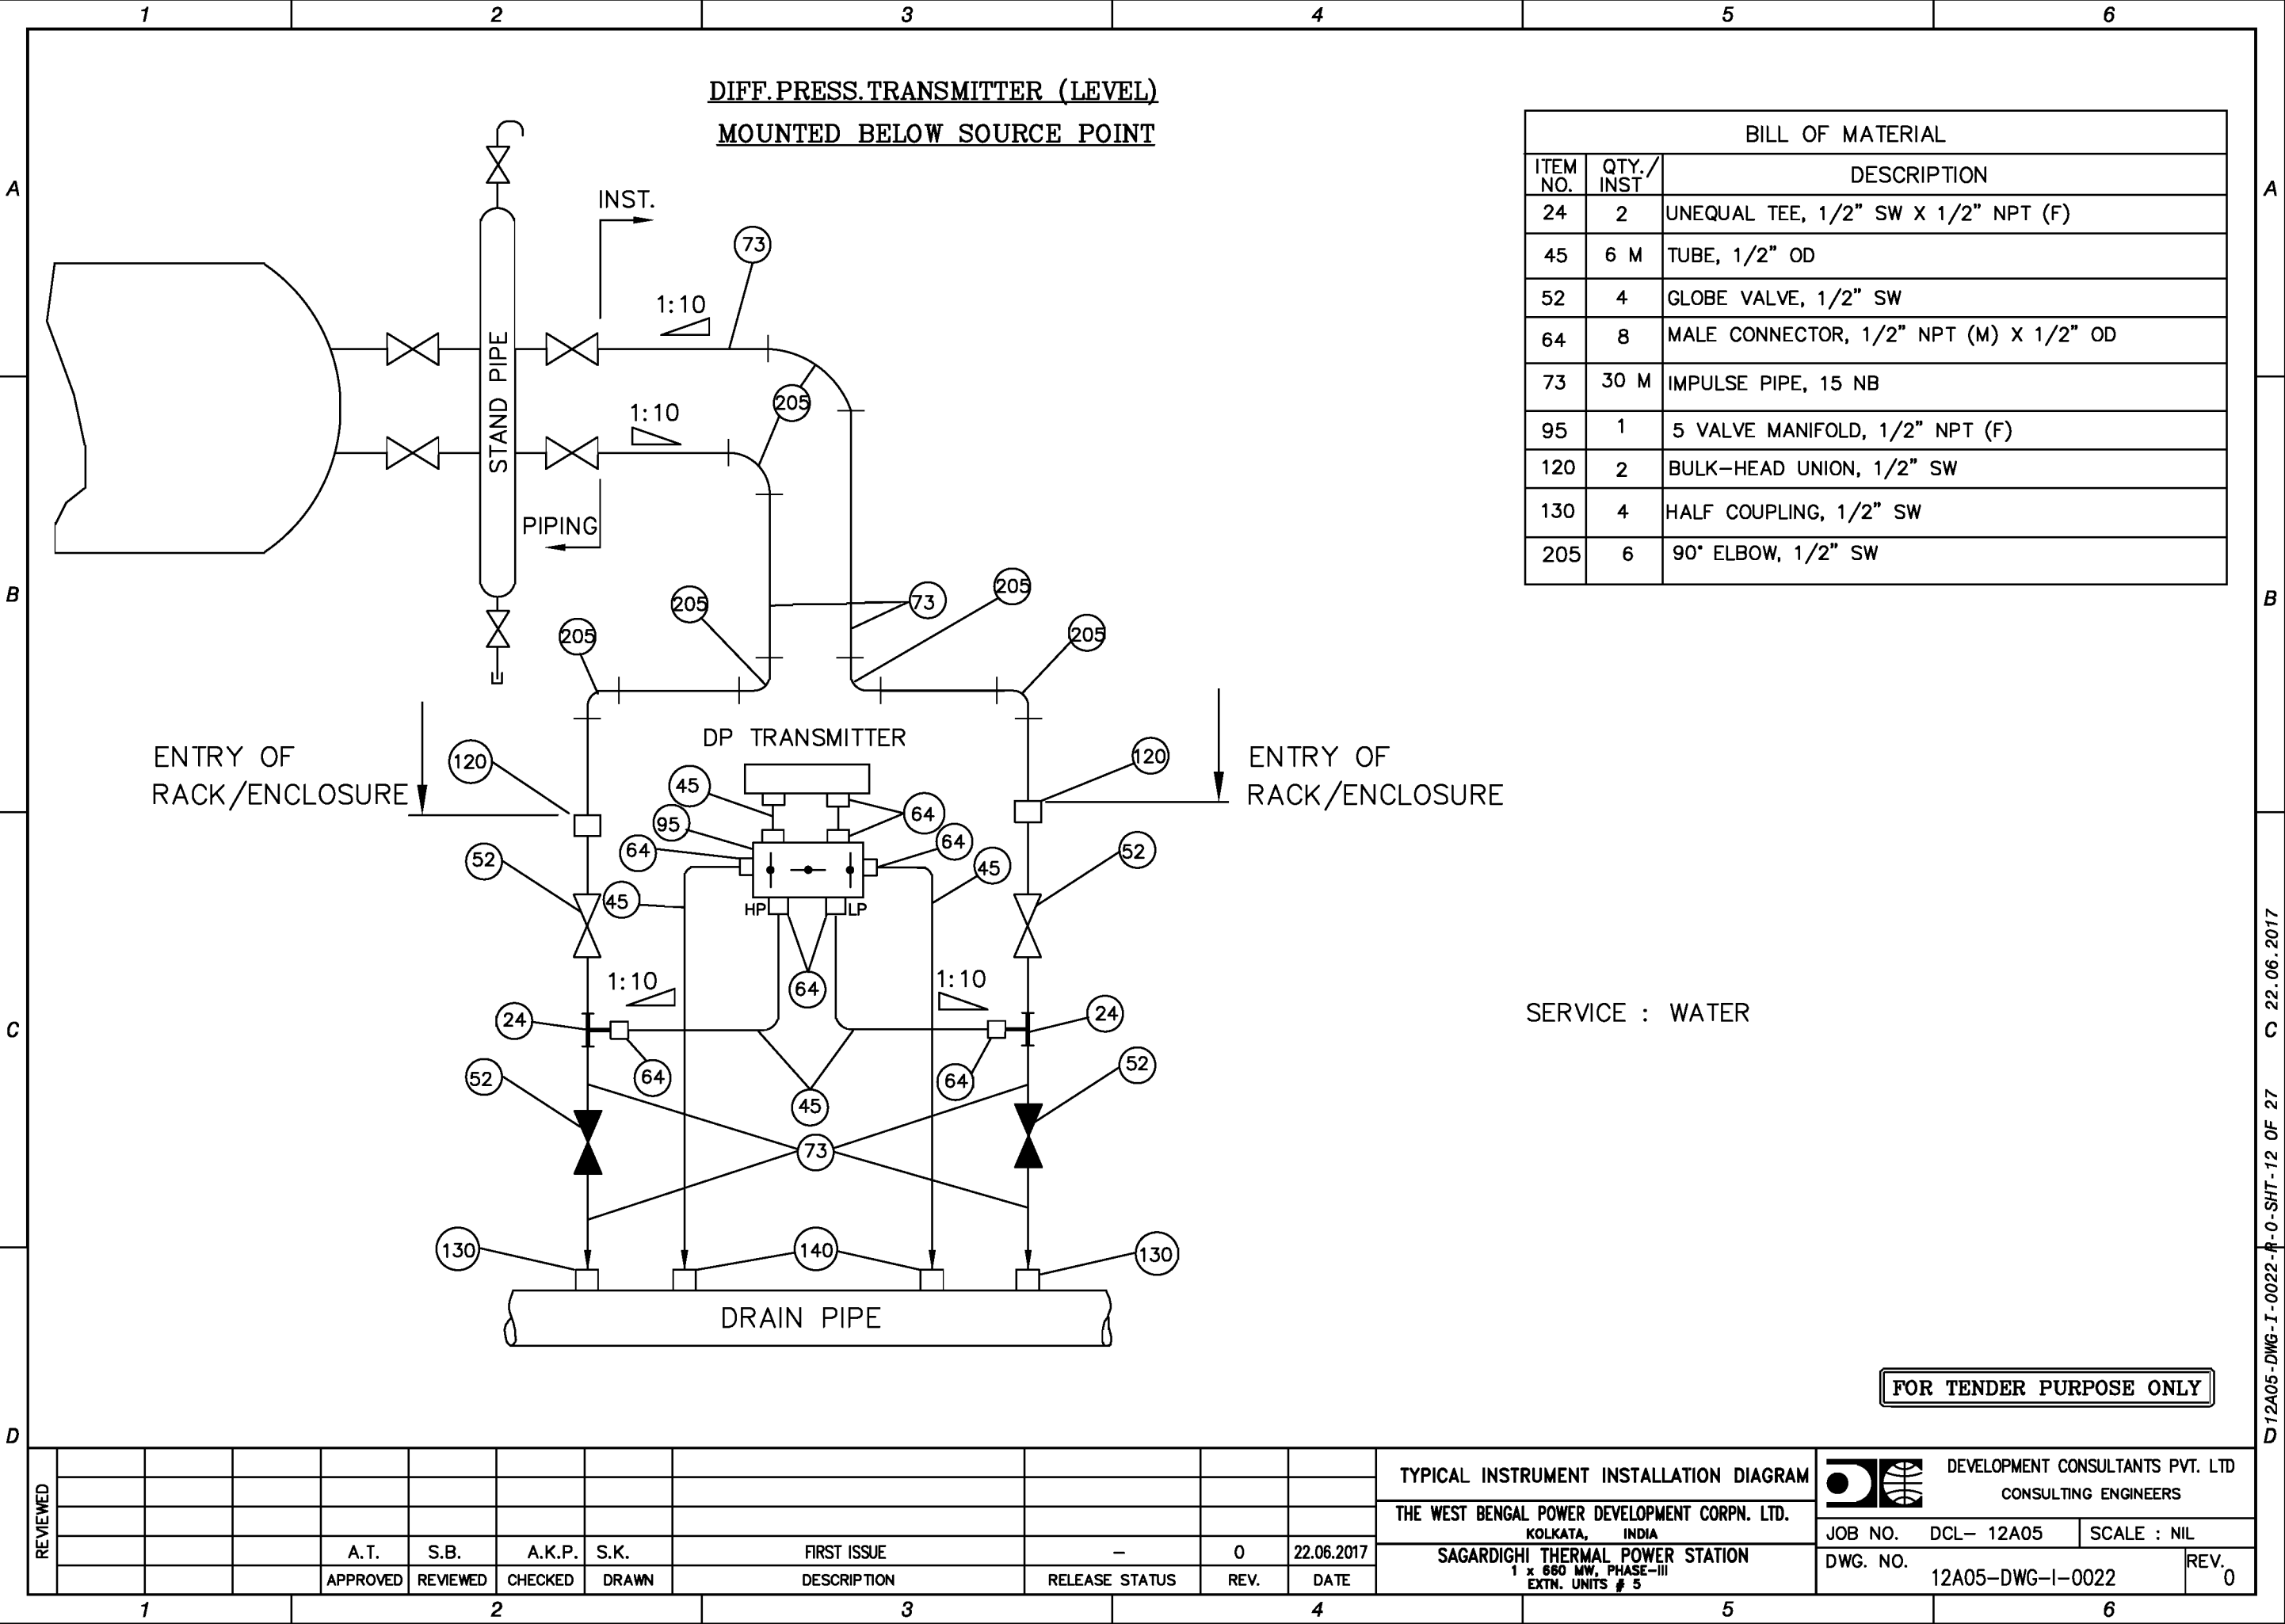 1 2 3 4 5 6
DIFF.PRESS.TRANSMITTER (LEVEL)
MOUNTED BELOW SOURCE POINT
A
A
INST.
73
1:10
STAND PIPE
205
1:10
PIPING
BILL OF MATERIAL
ITEM NO. QTY./INST DESCRIPTION
24 2 UNEQUAL TEE, 1/2" SW X 1/2" NPT (F)
45 6 M TUBE, 1/2" OD
52 4 GLOBE VALVE, 1/2" SW
64 8 MALE CONNECTOR, 1/2" NPT (M) X 1/2" OD
73 30 M IMPULSE PIPE, 15 NB
95 1 5 VALVE MANIFOLD, 1/2" NPT (F)
120 2 BULK-HEAD UNION, 1/2" SW
130 4 HALF COUPLING, 1/2" SW
205 6 90° ELBOW, 1/2" SW
B
B
205 205 73 205 205
DP TRANSMITTER
ENTRY OF
RACK/ENCLOSURE
120
120
ENTRY OF
RACK/ENCLOSURE
45
64
95
64
64
52
45
45
52
HP LP
64
1:10
1:10
C
24
24
64
64
52
45
52
73
SERVICE : WATER
C
130 140 130
DRAIN PIPE
FOR TENDER PURPOSE ONLY
D
D
12A05-DWG-I-0022-R-0-SHT-12 OF 27
22.06.2017
REVIEWED
A.T. S.B. A.K.P. S.K. FIRST ISSUE – 0 22.06.2017
APPROVED REVIEWED CHECKED DRAWN DESCRIPTION RELEASE STATUS REV. DATE
TYPICAL INSTRUMENT INSTALLATION DIAGRAM
THE WEST BENGAL POWER DEVELOPMENT CORPN. LTD.
KOLKATA, INDIA
SAGARDIGHI THERMAL POWER STATION
1 x 660 MW, PHASE-III
EXTN. UNITS # 5
DEVELOPMENT CONSULTANTS PVT. LTD
CONSULTING ENGINEERS
JOB NO. DCL- 12A05 SCALE : NIL
DWG. NO. 12A05-DWG-I-0022 REV. 0
1 2 3 4 5 6